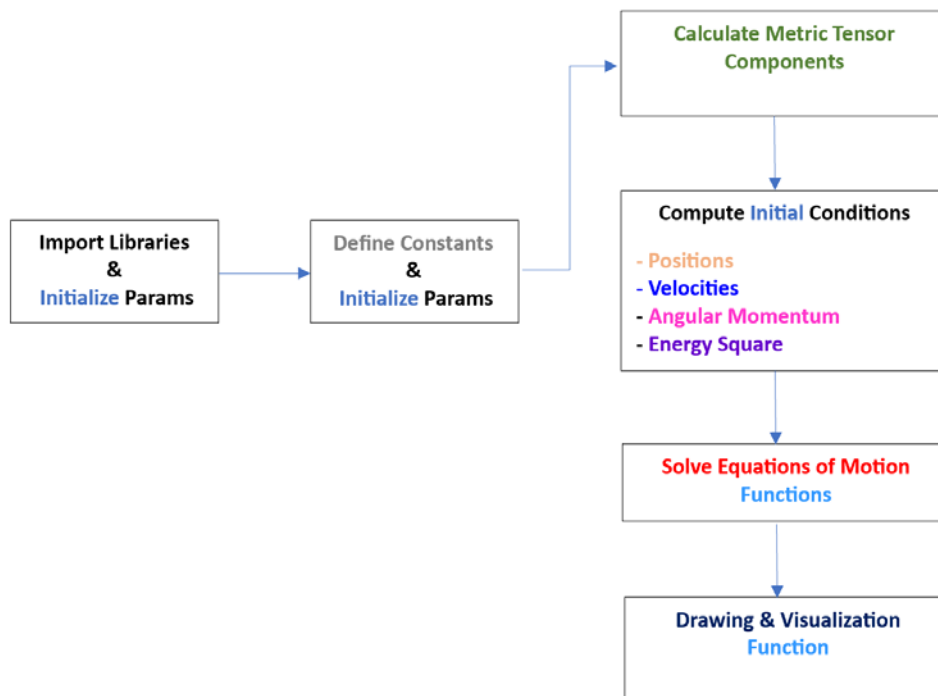 Import Libraries
&
Initialize Params
Define Constants
&
Initialize Params
Calculate Metric Tensor
Components
Compute Initial Conditions
- Positions
- Velocities
- Angular Momentum
- Energy Square
Solve Equations of Motion
Functions
Drawing & Visualization
Function